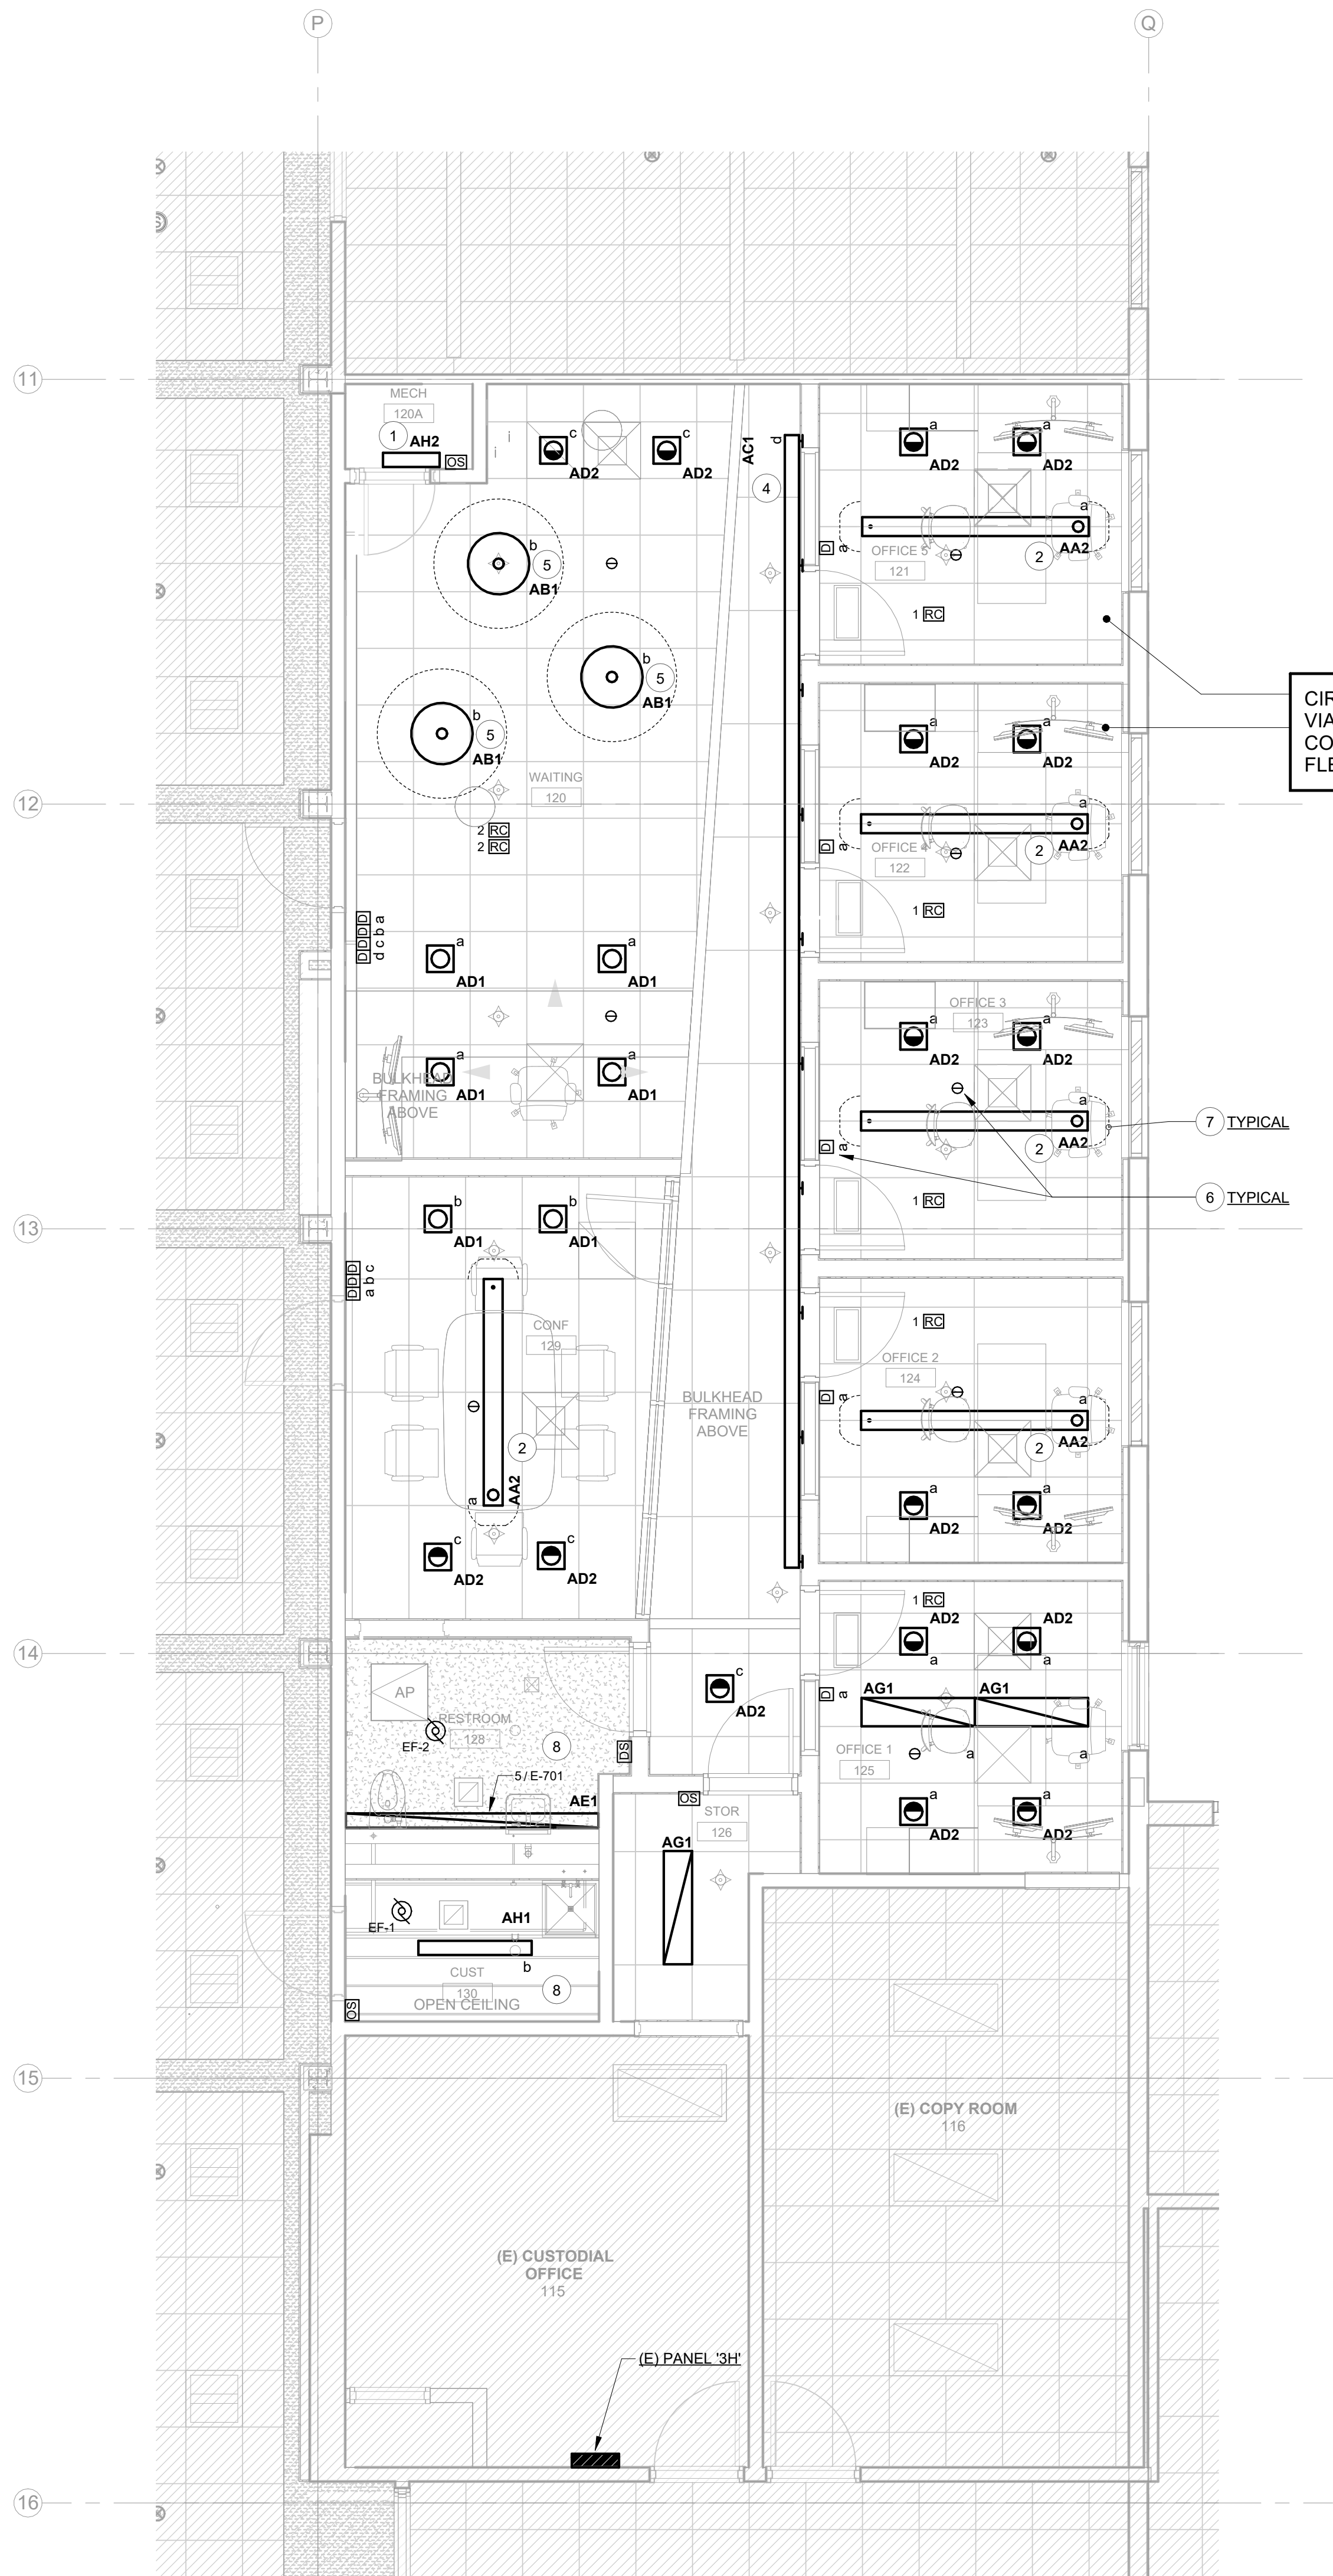 P
Q
11
MECH
120A
1
AH2
OS
i
i
c
AD2
c
AD2
AC1
d
4
a
AD2
a
AD2
a
AA2
2
OFFICE 5
121
D
a
1 RC
b
5
AB1
b
5
AB1
b
5
AB1
WAITING
120
2 RC
2 RC
CIR
VIA
CO
FLE
12
a
AD2
a
AD2
a
AA2
2
OFFICE 4
122
D
a
1 RC
D D D D
d c b a
a
AD1
a
AD1
a
AD1
a
AD1
BULKHEAD
FRAMING
ABOVE
OFFICE 3
123
a
AD2
a
AD2
a
AA2
2
D
a
1 RC
7 TYPICAL
6 TYPICAL
13
b
AD1
b
AD1
D D D
a b c
CONF
129
2
a
AA2
c
AD2
c
AD2
BULKHEAD
FRAMING
ABOVE
1 RC
OFFICE 2
124
D
a
a
AA2
2
a
AD2
a
AD2
14
1 RC
AD2
a
AD2
a
AG1
AG1
D
a
OFFICE 1
125
a
a
a
AD2
a
AD2
c
AD2
AP
RESTROOM
128
EF-2
8
DS
5 / E-701
AE1
OS
STOR
126
AG1
EF-1
AH1
b
CUST
130
8
OPEN CEILING
OS
15
(E) COPY ROOM
116
(E) CUSTODIAL
OFFICE
115
(E) PANEL '3H'
16
S